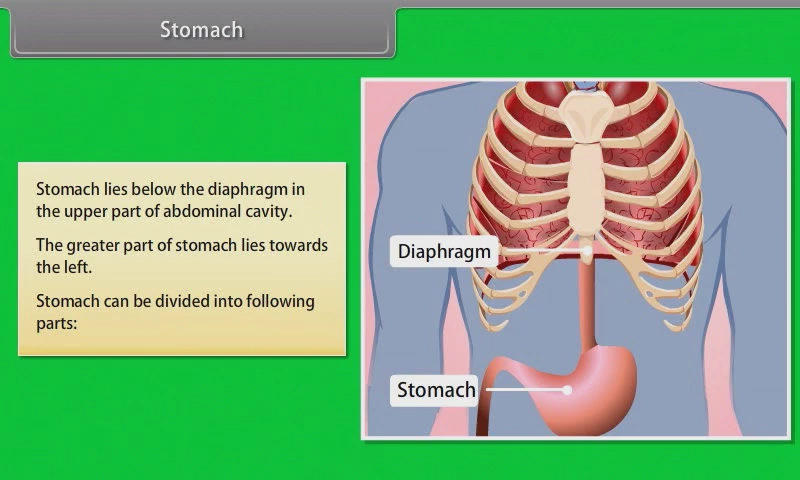 Stomach
Stomach lies below the diaphragm in
the upper part of abdominal cavity.
The greater part of stomach lies towards
the left.
Stomach can be divided into following
parts:
Diaphragm
Stomach